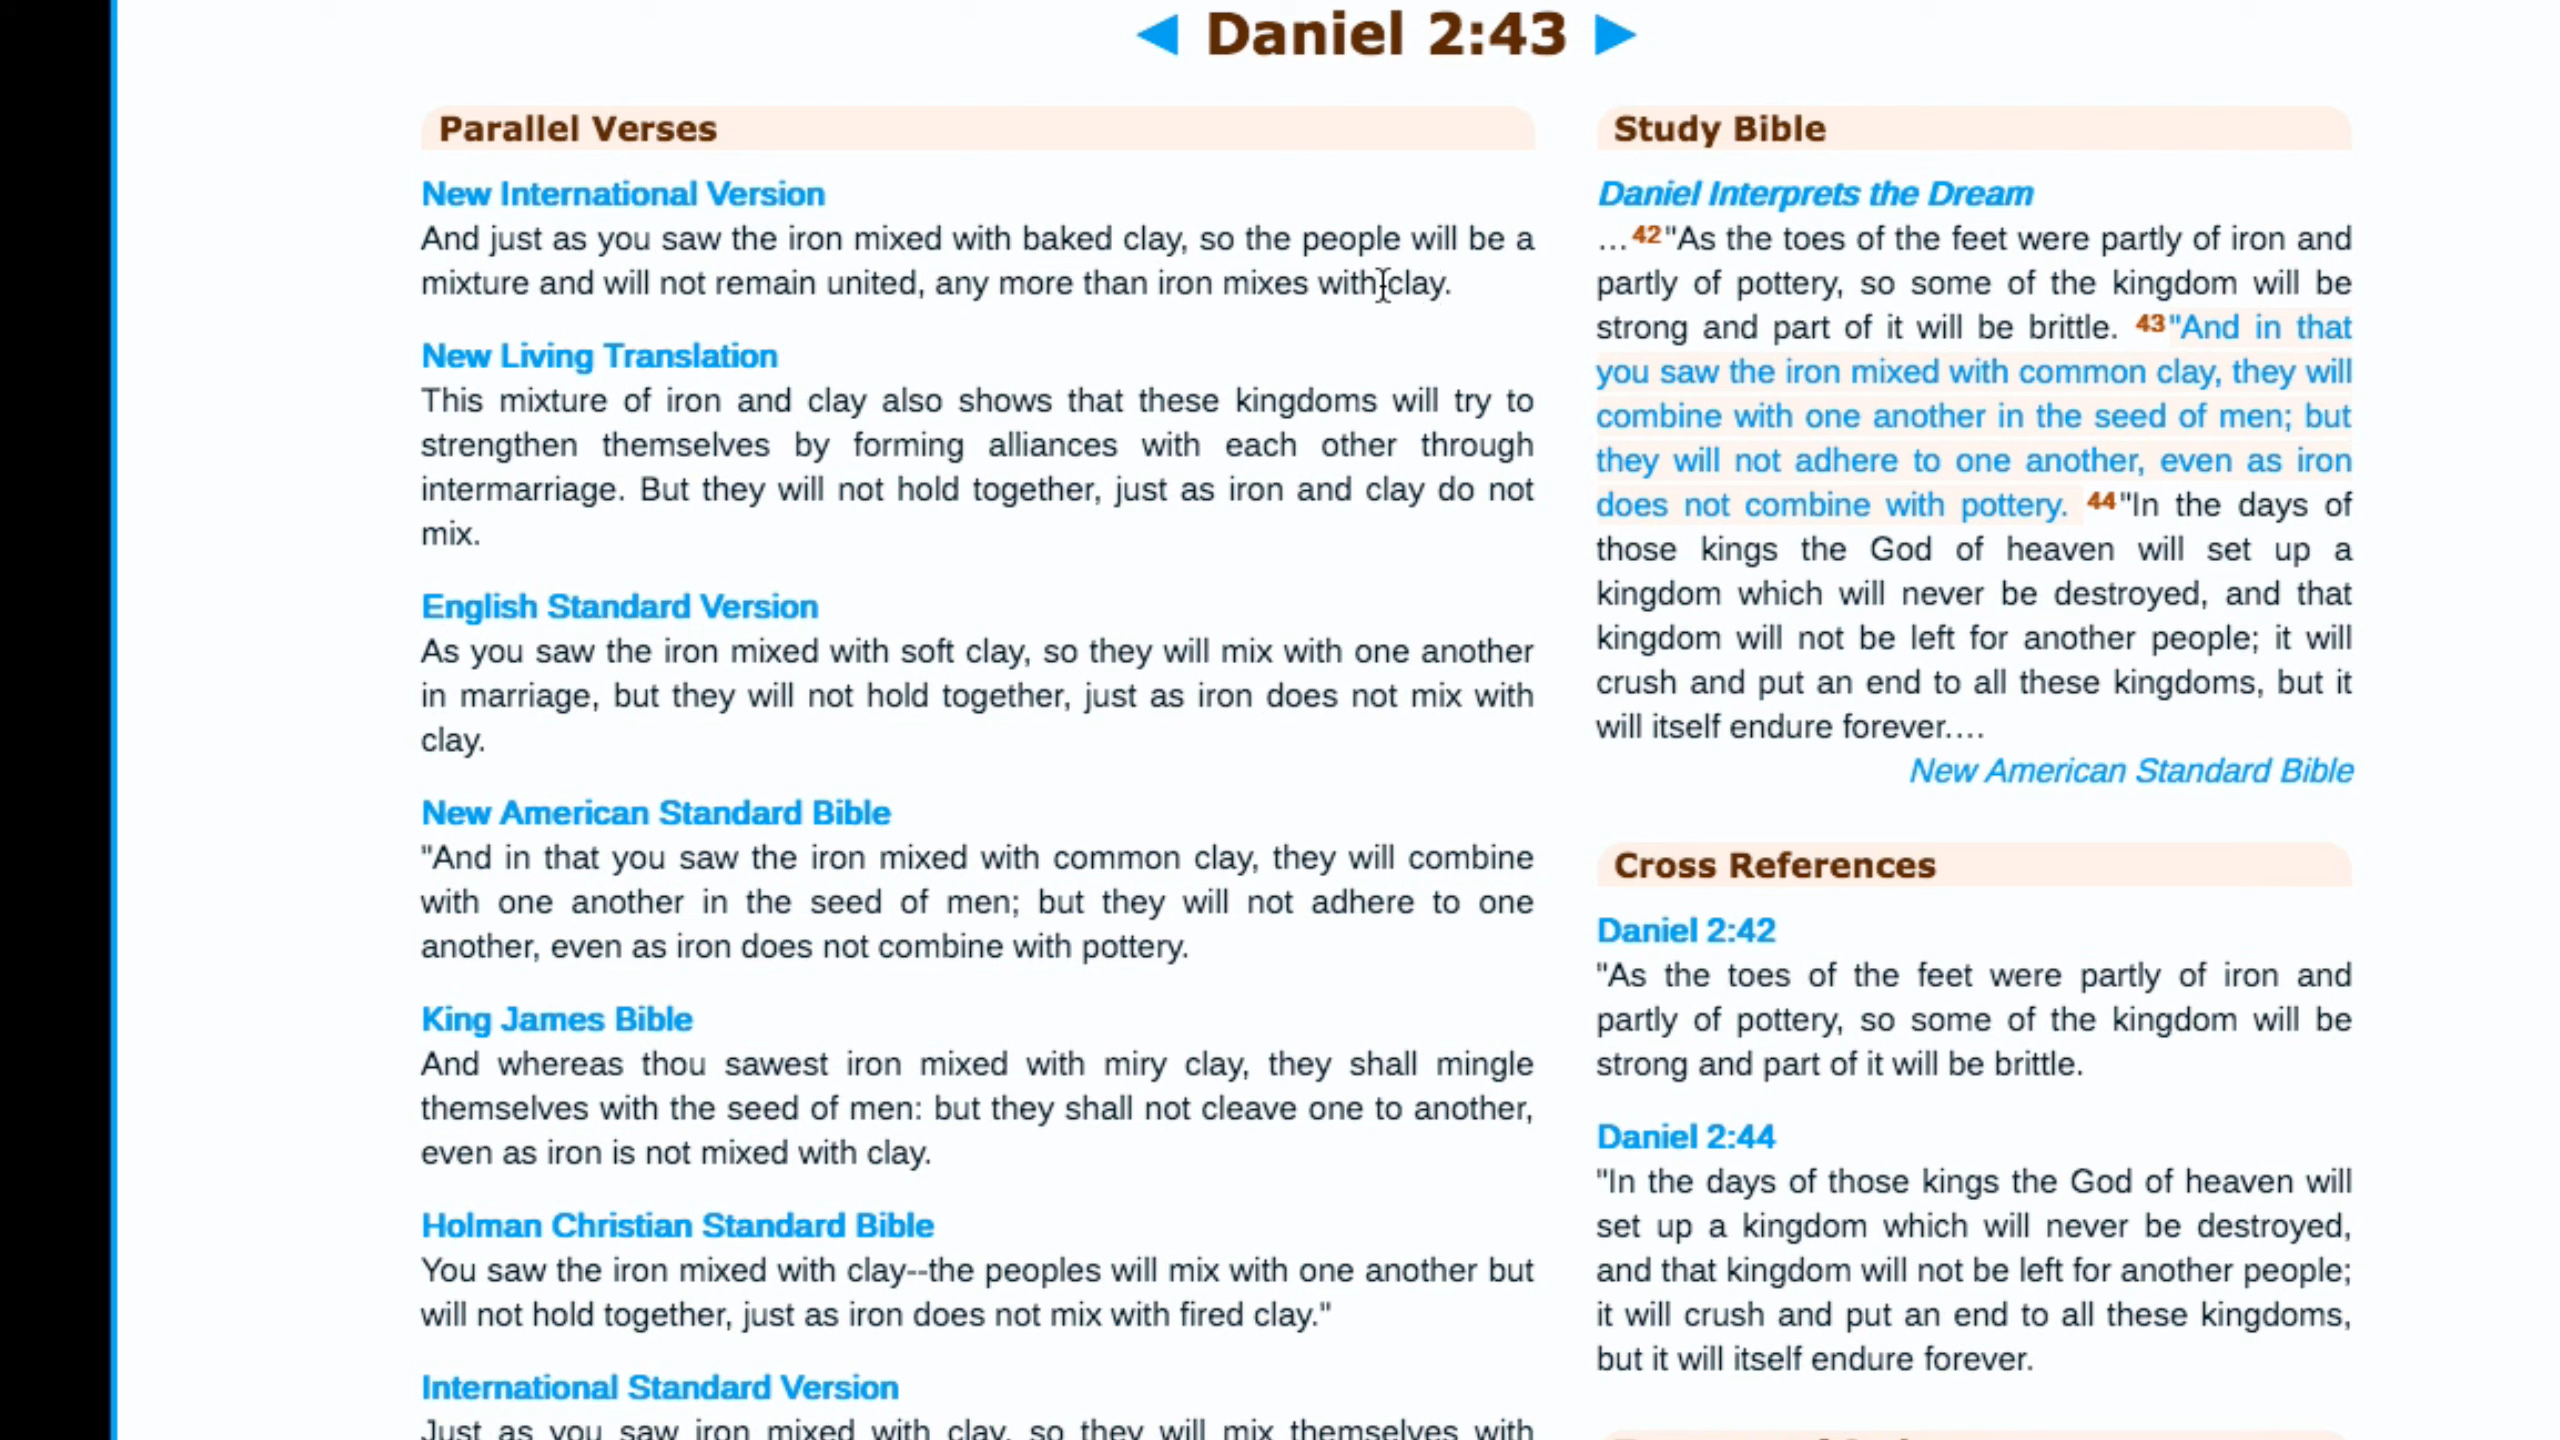 Daniel 2:43
Parallel Verses
New International Version
And just as you saw the iron mixed with baked clay, so the people will be a
mixture and will not remain united, any more than iron mixes with clay.
New Living Translation
This mixture of iron and clay also shows that these kingdoms will try to
strengthen themselves by forming alliances with each other through
intermarriage. But they will not hold together, just as iron and clay do not
mix.
English Standard Version
As you saw the iron mixed with soft clay, so they will mix with one another
in marriage, but they will not hold together, just as iron does not mix with
clay.
New American Standard Bible
"And in that you saw the iron mixed with common clay, they will combine
with one another in the seed of men; but they will not adhere to one
another, even as iron does not combine with pottery.
King James Bible
And whereas thou sawest iron mixed with miry clay, they shall mingle
themselves with the seed of men: but they shall not cleave one to another,
even as iron is not mixed with clay.
Holman Christian Standard Bible
You saw the iron mixed with clay--the peoples will mix with one another but
will not hold together, just as iron does not mix with fired clay."
International Standard Version
Just as you saw iron mixed with clay, so they will mix themselves with
Study Bible
Daniel Interprets the Dream
…42"As the toes of the feet were partly of iron and
partly of pottery, so some of the kingdom will be
strong and part of it will be brittle. 43"And in that
you saw the iron mixed with common clay, they will
combine with one another in the seed of men; but
they will not adhere to one another, even as iron
does not combine with pottery. 44"In the days of
those kings the God of heaven will set up a
kingdom which will never be destroyed, and that
kingdom will not be left for another people; it will
crush and put an end to all these kingdoms, but it
will itself endure forever.…
New American Standard Bible
Cross References
Daniel 2:42
"As the toes of the feet were partly of iron and
partly of pottery, so some of the kingdom will be
strong and part of it will be brittle.
Daniel 2:44
"In the days of those kings the God of heaven will
set up a kingdom which will never be destroyed,
and that kingdom will not be left for another people;
it will crush and put an end to all these kingdoms,
but it will itself endure forever.